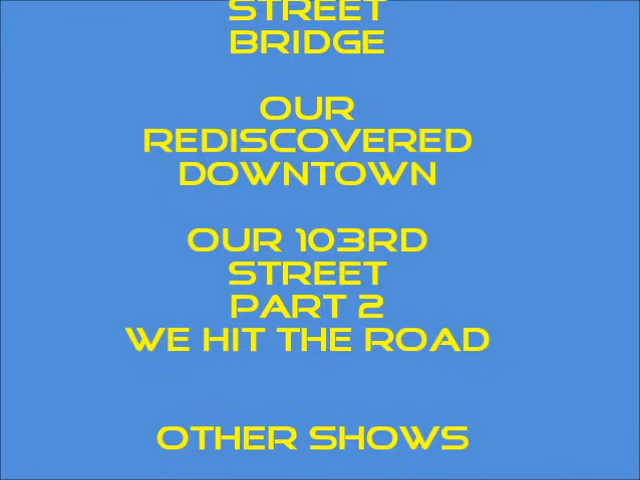 STREET
BRIDGE
OUR
REDISCOVERED
DOWNTOWN
OUR 103RD
STREET
PART 2
WE HIT THE ROAD
OTHER SHOWS